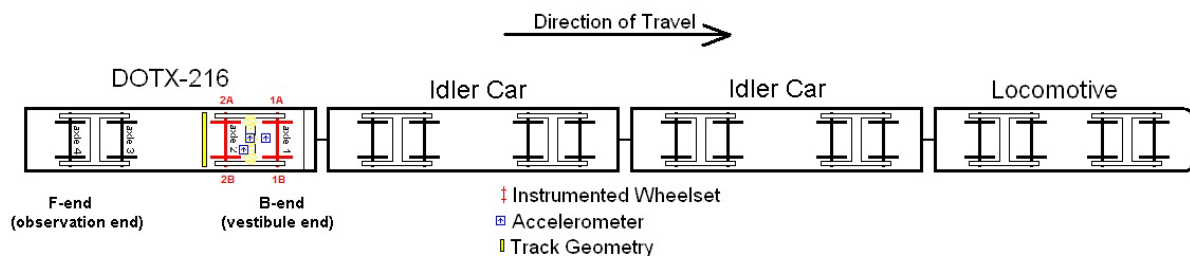 Direction of Travel
DOTX-216
Idler Car
Idler Car
Locomotive
2A
1A
axle 4
axle 3
axle 2
axle 1
2B
1B
F-end
(observation end)
B-end
(vestibule end)
Instrumented Wheelset
Accelerometer
Track Geometry